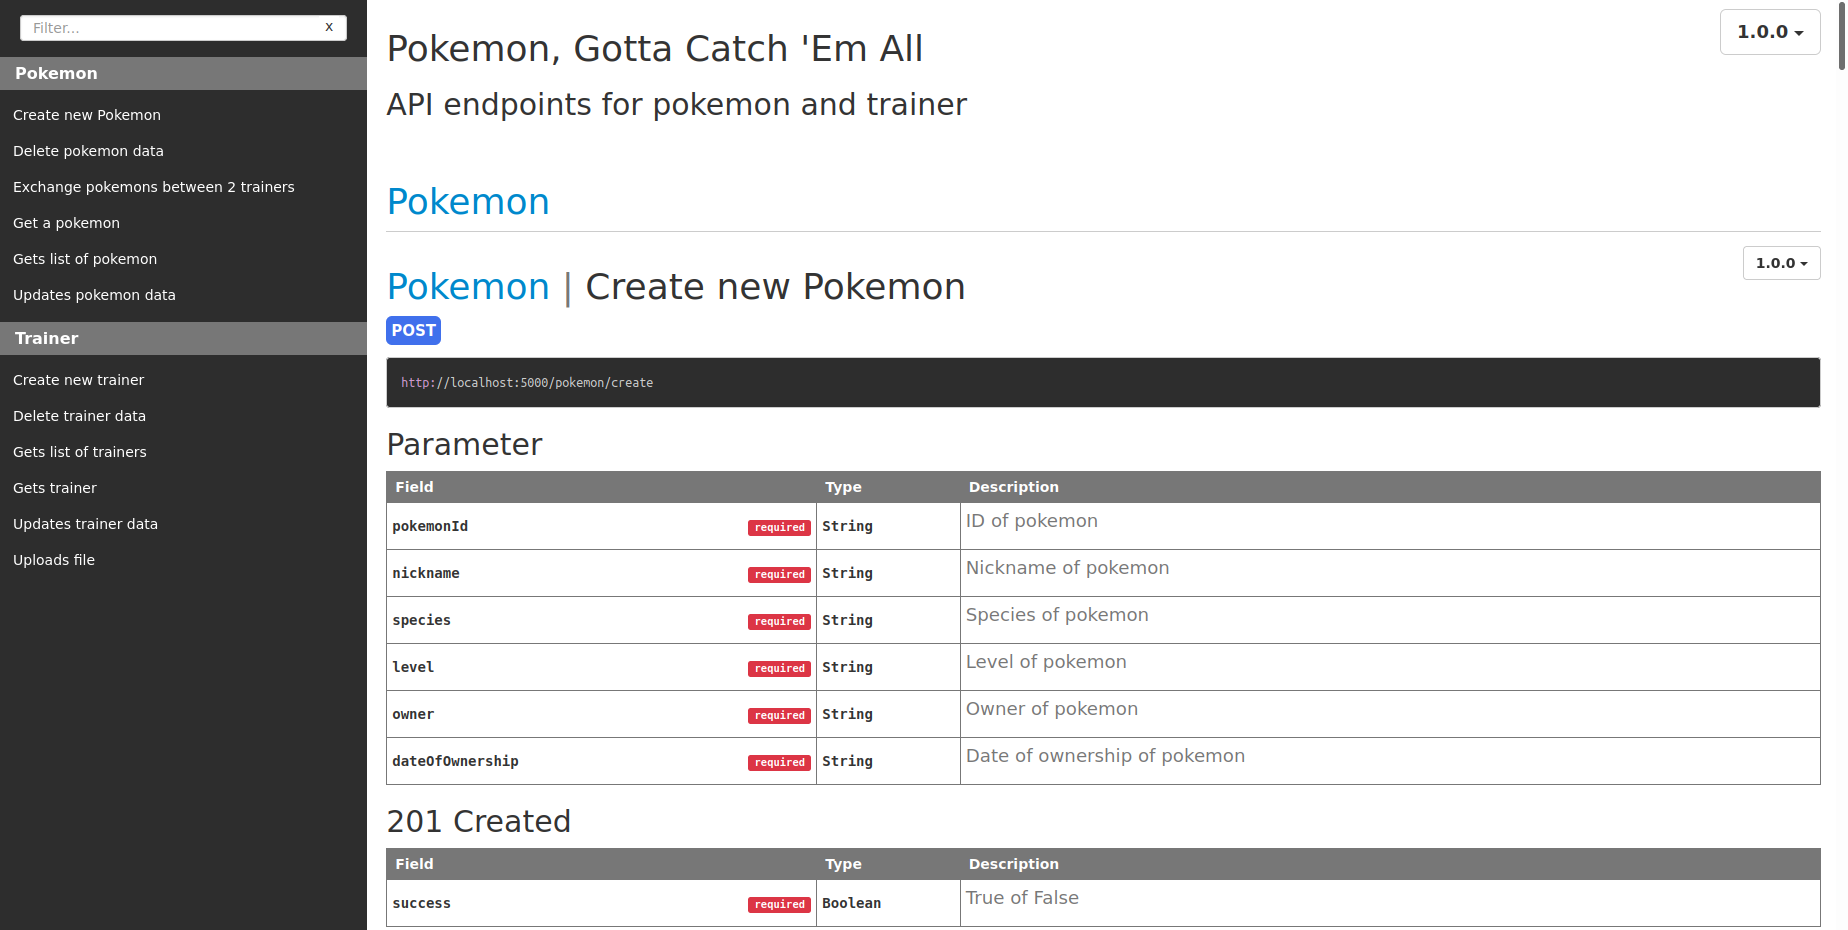 Filter...
x
Pokemon
Create new Pokemon
Delete pokemon data
Exchange pokemons between 2 trainers
Get a pokemon
Gets list of pokemon
Updates pokemon data
Trainer
Create new trainer
Delete trainer data
Gets list of trainers
Gets trainer
Updates trainer data
Uploads file
Pokemon, Gotta Catch 'Em All
1.0.0
API endpoints for pokemon and trainer
Pokemon
Pokemon | Create new Pokemon
1.0.0
POST
http://localhost:5000/pokemon/create
Parameter
Field Type Description
pokemonId required String ID of pokemon
nickname required String Nickname of pokemon
species required String Species of pokemon
level required String Level of pokemon
owner required String Owner of pokemon
dateOfOwnership required String Date of ownership of pokemon
201 Created
Field Type Description
success required Boolean True of False